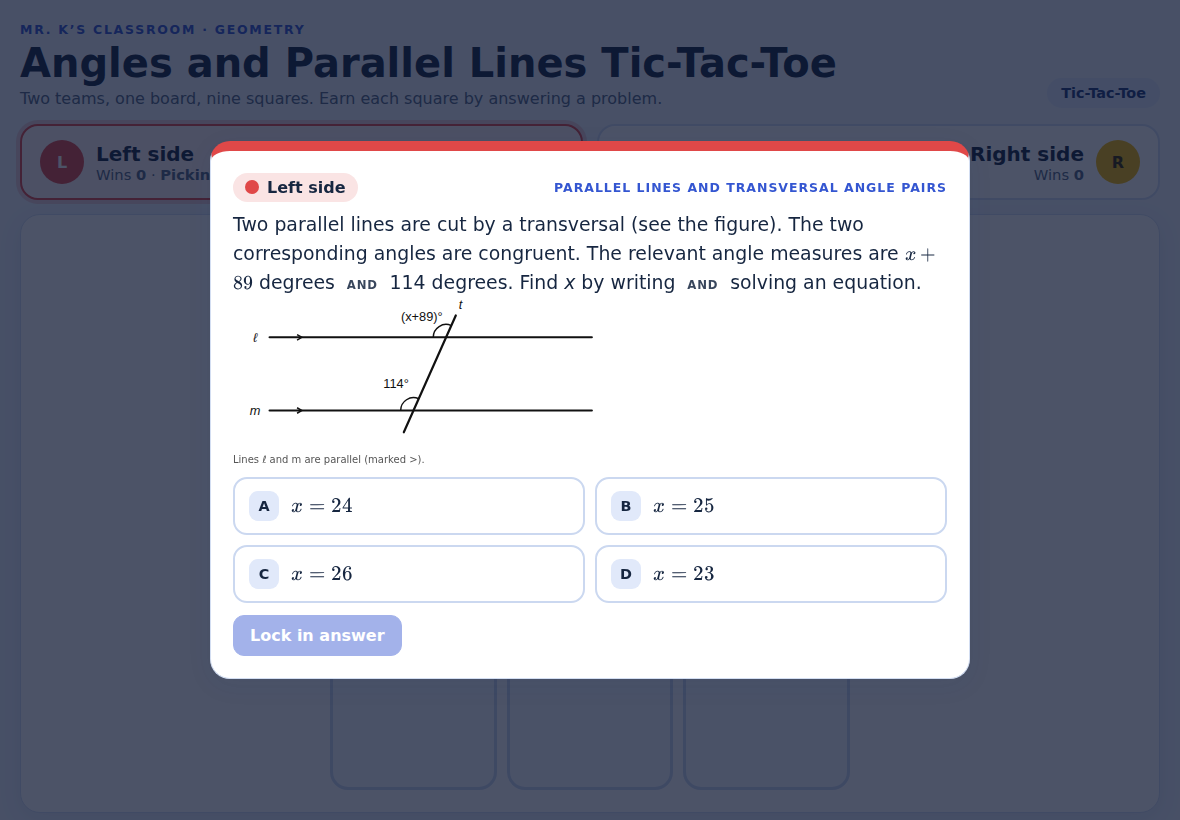 MR. K'S CLASSROOM · GEOMETRY
Angles and Parallel Lines Tic-Tac-Toe
Two teams, one board, nine squares. Earn each square by answering a problem.
Tic-Tac-Toe
L
Left side
Wins 0 · Pickin
Right side
Wins 0
R
Left side
PARALLEL LINES AND TRANSVERSAL ANGLE PAIRS
Two parallel lines are cut by a transversal (see the figure). The two
corresponding angles are congruent. The relevant angle measures are x +
89 degrees AND 114 degrees. Find x by writing AND solving an equation.
t
(x+89)°
ℓ
114°
m
Lines ℓ and m are parallel (marked >).
A x = 24
B x = 25
C x = 26
D x = 23
Lock in answer